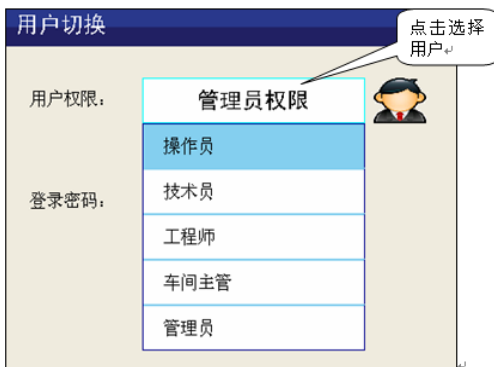 用户切换
点击选择
用户
用户权限：
管理员权限
操作员
技术员
登录密码：
工程师
车间主管
管理员